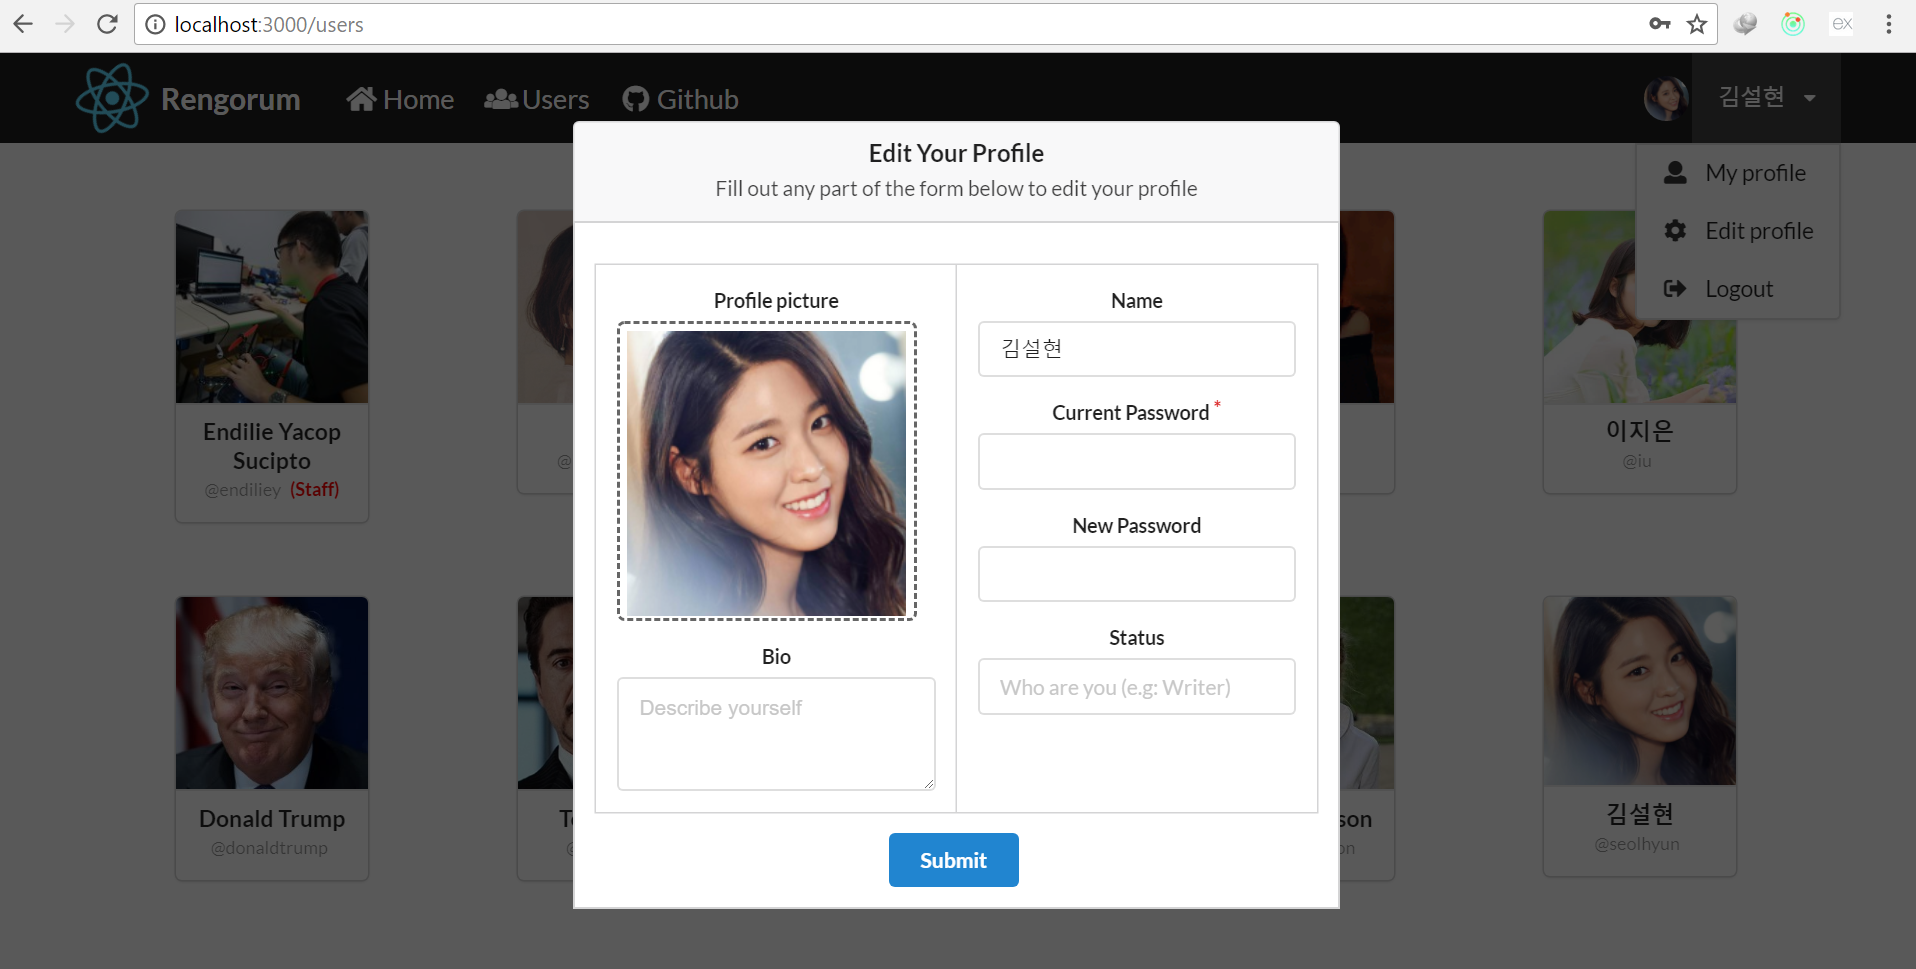 localhost:3000/users
ex
Rengorum
Home
Users
Github
김설현
My profile
Edit profile
Logout
Edit Your Profile
Fill out any part of the form below to edit your profile
Profile picture
Bio
Describe yourself
Name
김설현
Current Password *
New Password
Status
Who are you (e.g: Writer)
Submit
Endilie Yacop
Sucipto
@endiliey (Staff)
@
이지은
@iu
Donald Trump
@donaldtrump
김설현
@seolhyun